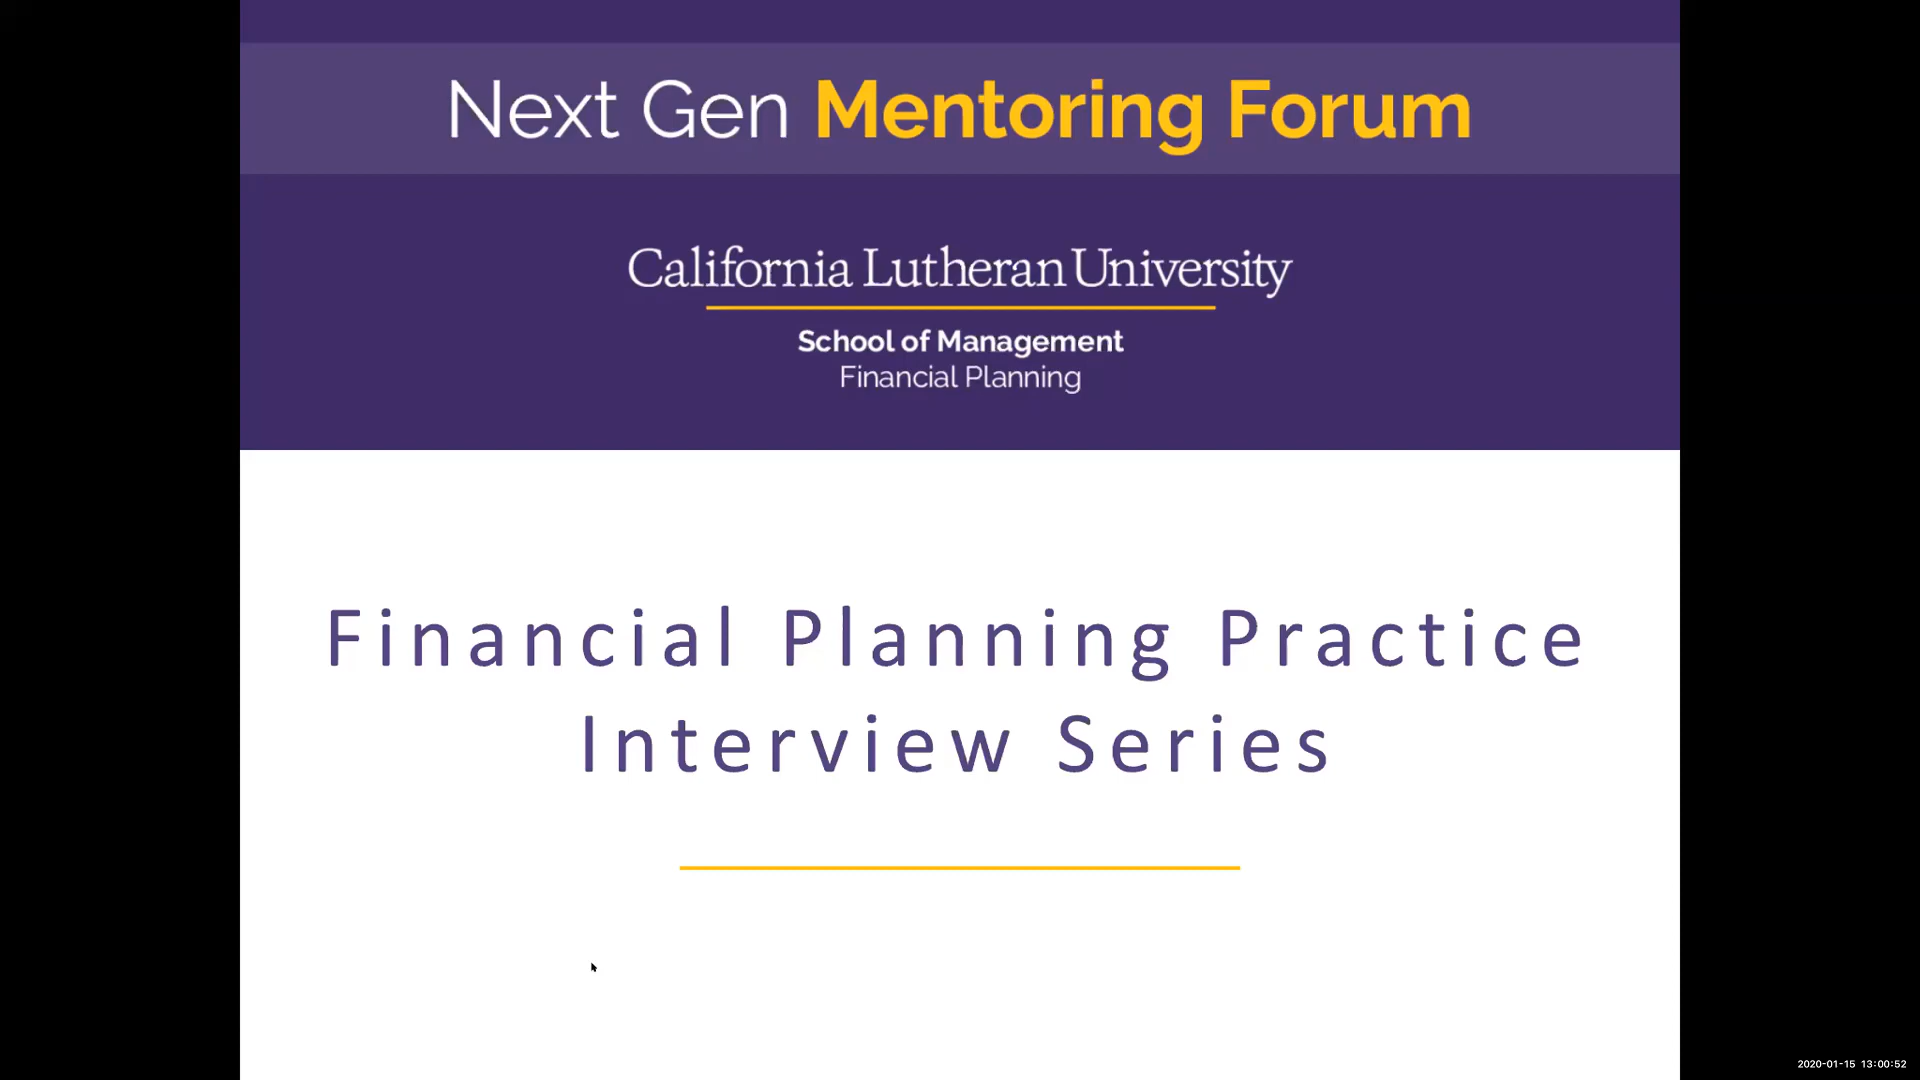 Next Gen Mentoring Forum
California Lutheran University
School of Management
Financial Planning
Financial Planning Practice
Interview Series
2020-01-15 13:00:52